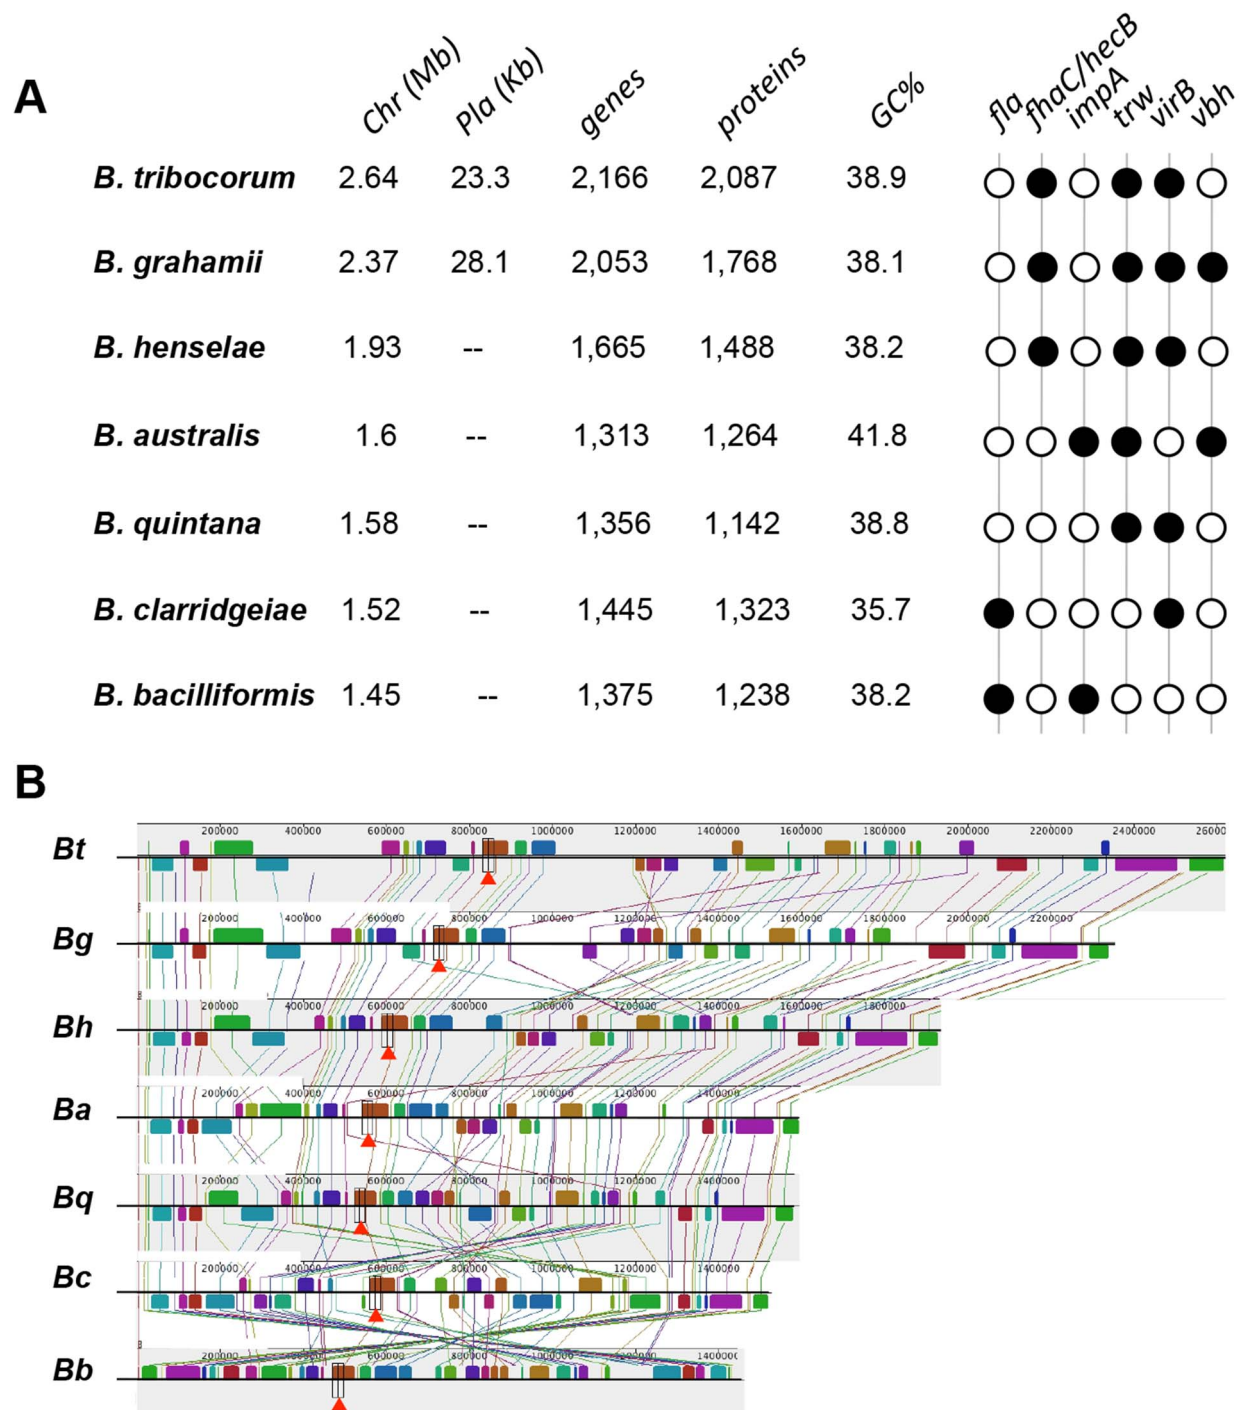 A
Chr (Mb) Pla (Kb) genes proteins GC% fla fhaC/hecB impA trw virB vbh
B. tribocorum 2.64 23.3 2,166 2,087 38.9
B. grahamii 2.37 28.1 2,053 1,768 38.1
B. henselae 1.93 -- 1,665 1,488 38.2
B. australis 1.6 -- 1,313 1,264 41.8
B. quintana 1.58 -- 1,356 1,142 38.8
B. clarridgeiae 1.52 -- 1,445 1,323 35.7
B. bacilliformis 1.45 -- 1,375 1,238 38.2
B
200000 400000 600000 800000 1000000 1200000 1400000 1600000 1800000 2000000 2200000 2400000 26000
Bt
200000 400000 600000 800000 1000000 1200000 1400000 1600000 1800000 2000000 2200000
Bg
200000 400000 600000 800000 1000000 1200000 1400000 1600000 1800000
Bh
200000 400000 600000 800000 1000000 1200000 1400000
Ba
200000 400000 600000 800000 1000000 1200000 1400000
Bq
200000 400000 600000 800000 1000000 1200000 1400000
Bc
200000 400000 600000 800000 1000000 1200000 140000
Bb